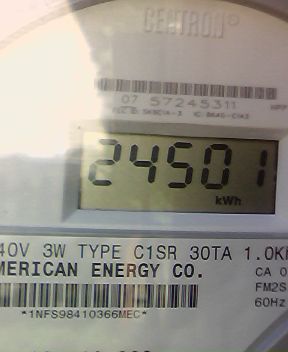 CENTRON®
07 57245311
24501
kWh
40V 3W TYPE C1SR 30TA 1.0K
MERICAN ENERGY CO.
CA 0
FM2S
60Hz
*1NFS98410366MEC*